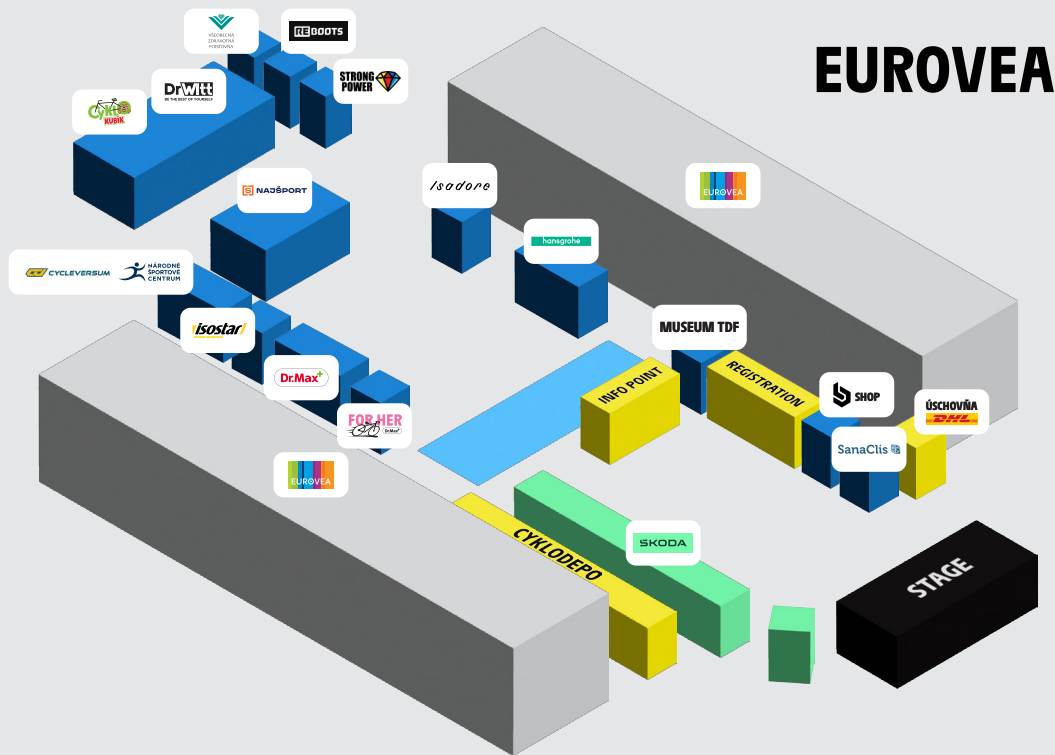 EUROVEA
VŠEOBECNÁ
ZDRAVOTNÁ
POISŤOVŇA
REBOOTS
STRONG
POWER
DrWitt
BE THE BEST OF YOURSELF
CyKlo
KUBIK
NAJŠPORT
Isadore
EUROVEA
hansgrohe
CYCLEVERSUM
NÁRODNÉ
ŠPORTOVÉ
CENTRUM
isostar
MUSEUM TDF
Dr.Max+
INFO POINT
REGISTRATION
SHOP
ÚSCHOVŇA
DHL
FOR HER
Dr.Max+
SanaClis
EUROVEA
CYKLODEPO
SKODA
STAGE